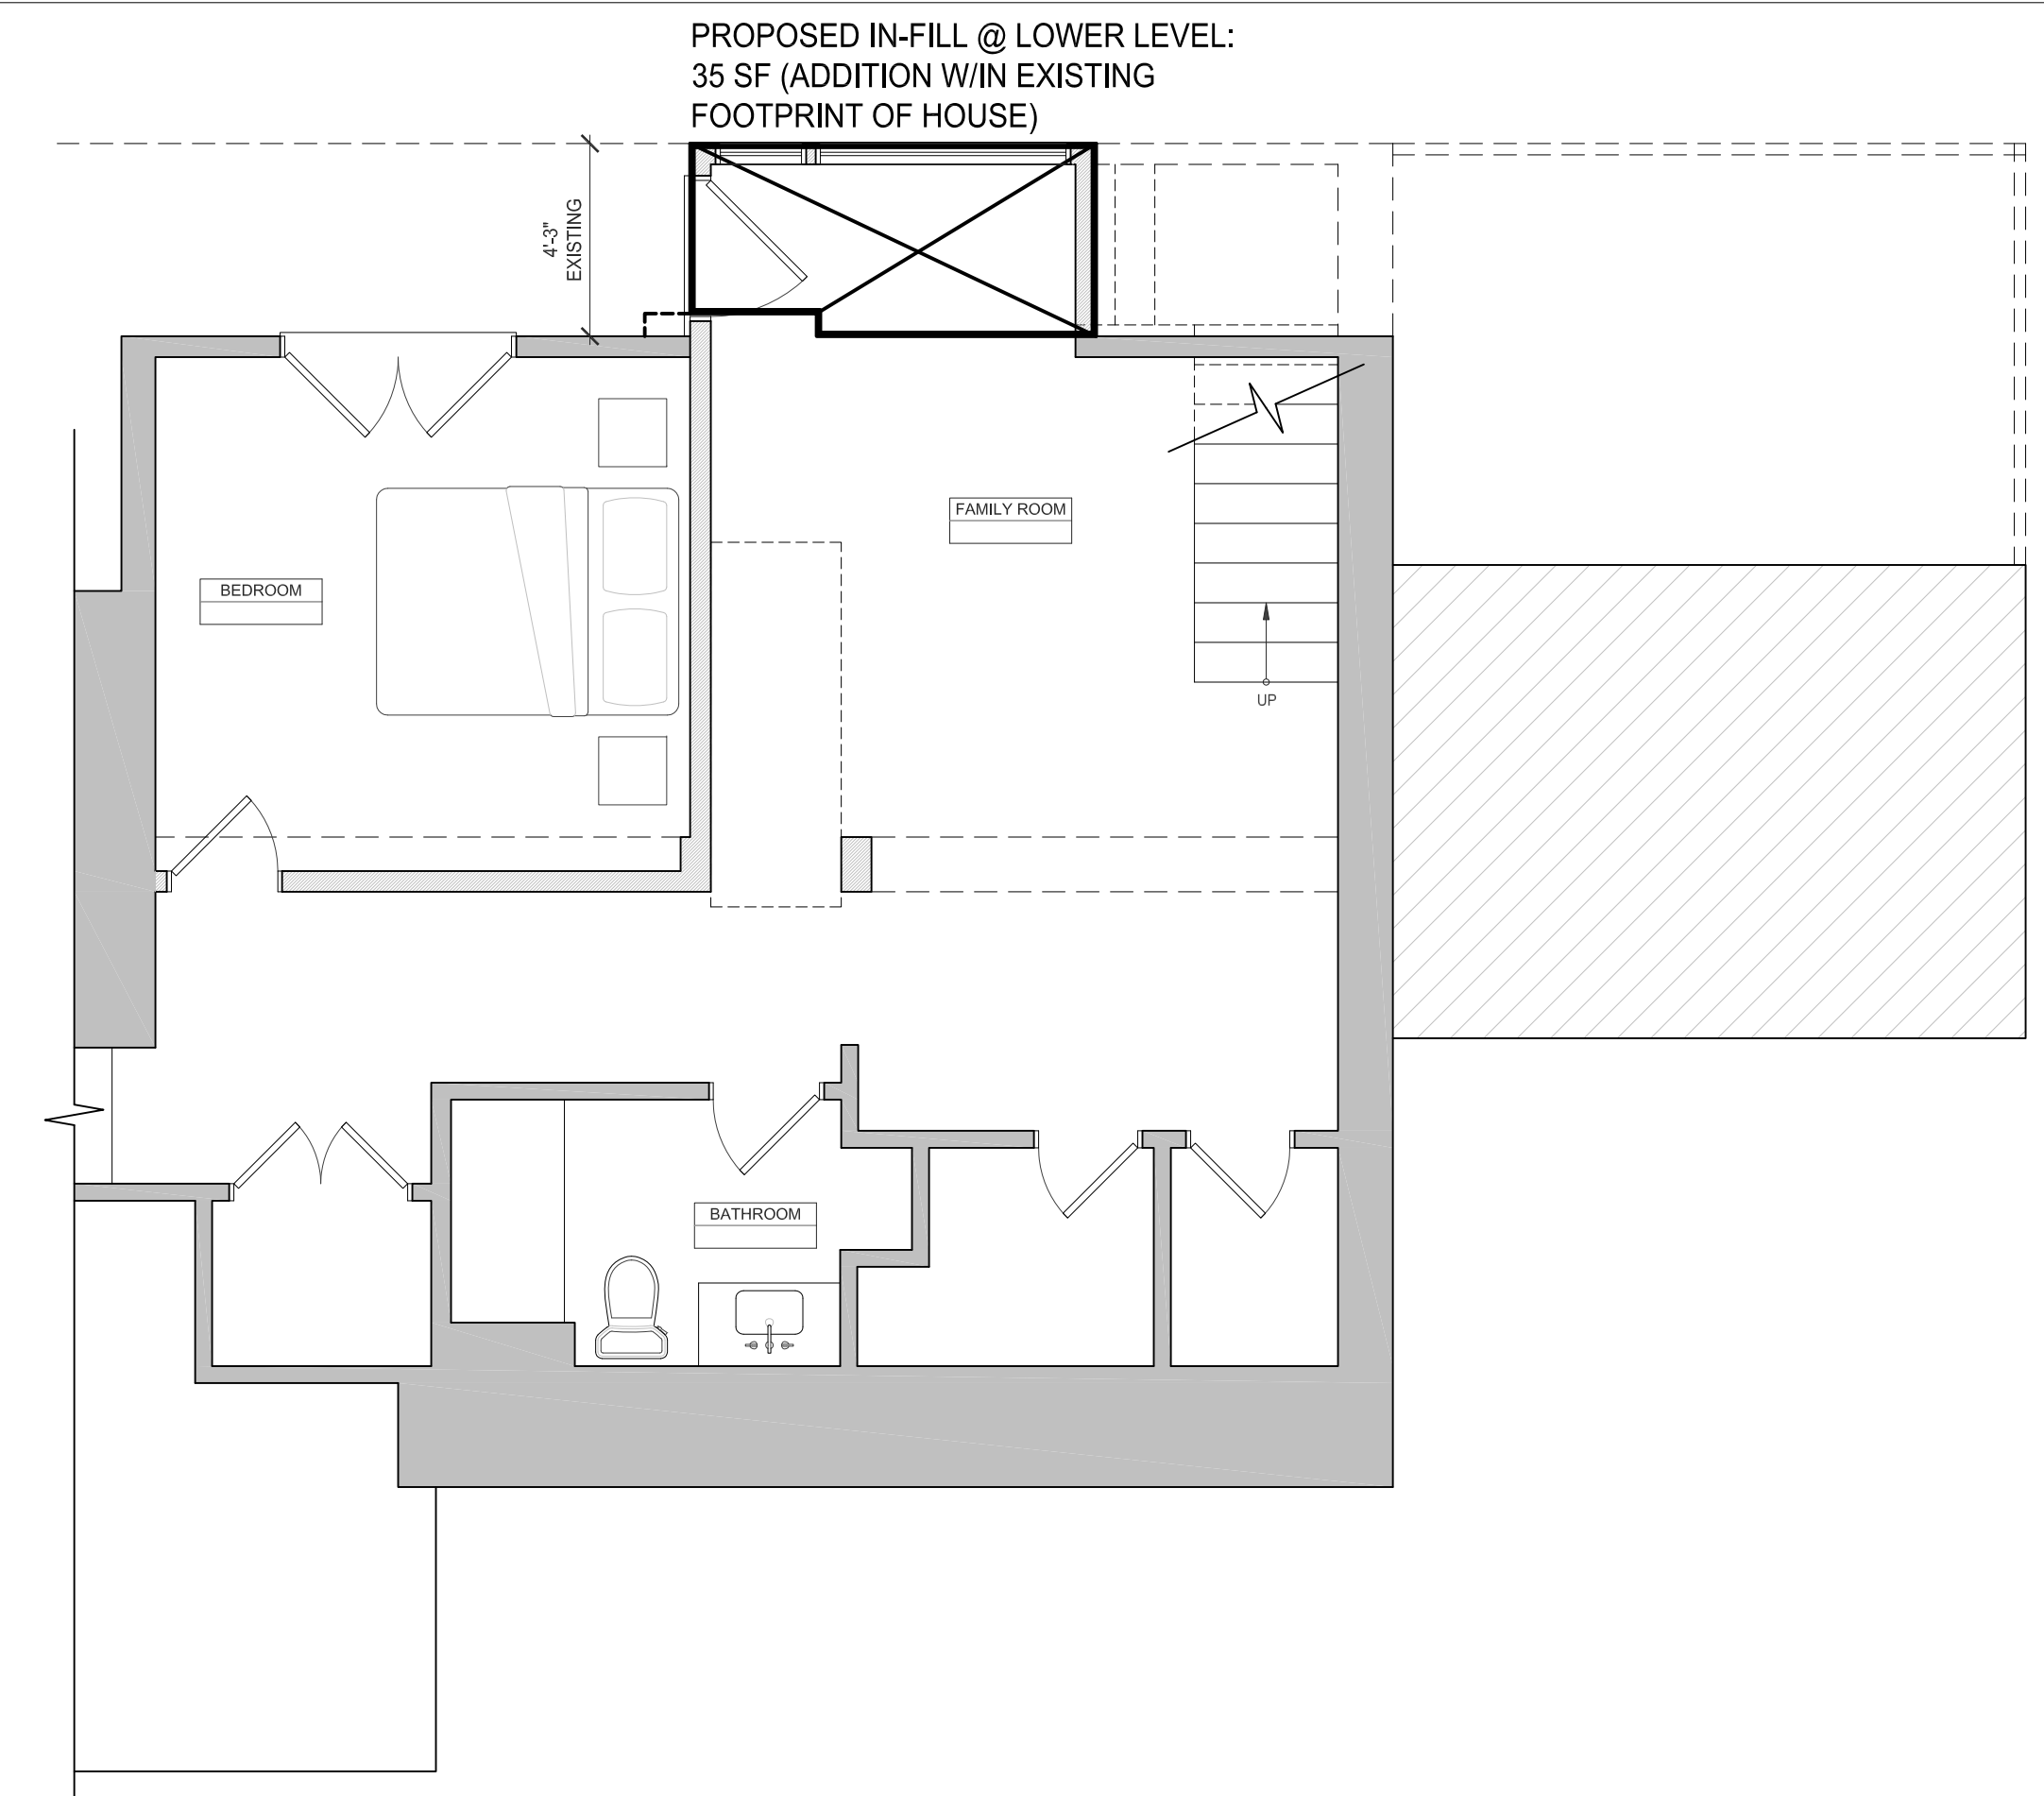 PROPOSED IN-FILL @ LOWER LEVEL:
35 SF (ADDITION W/IN EXISTING
FOOTPRINT OF HOUSE)
4'-3"
EXISTING
FAMILY ROOM
BEDROOM
UP
BATHROOM